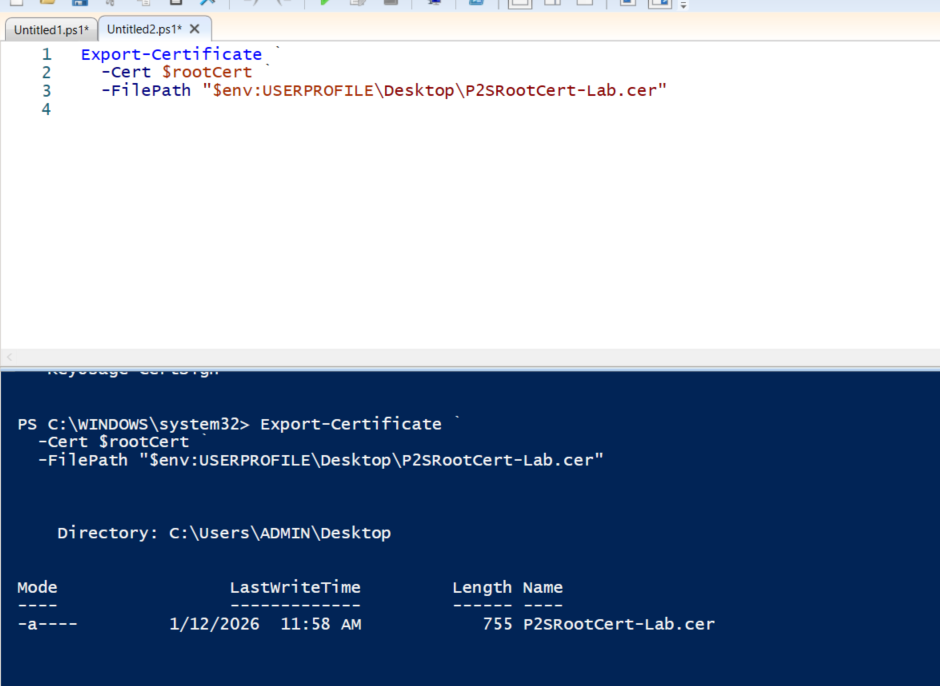 Untitled1.ps1*
Untitled2.ps1* X
1 Export-Certificate `
2 -Cert $rootCert `
3 -FilePath "$env:USERPROFILE\Desktop\P2SRootCert-Lab.cer"
4
-KeyUsage CertSign
PS C:\WINDOWS\system32> Export-Certificate `
-Cert $rootCert `
-FilePath "$env:USERPROFILE\Desktop\P2SRootCert-Lab.cer"
Directory: C:\Users\ADMIN\Desktop
Mode LastWriteTime Length Name
---- ------------- ------ ----
-a---- 1/12/2026 11:58 AM 755 P2SRootCert-Lab.cer